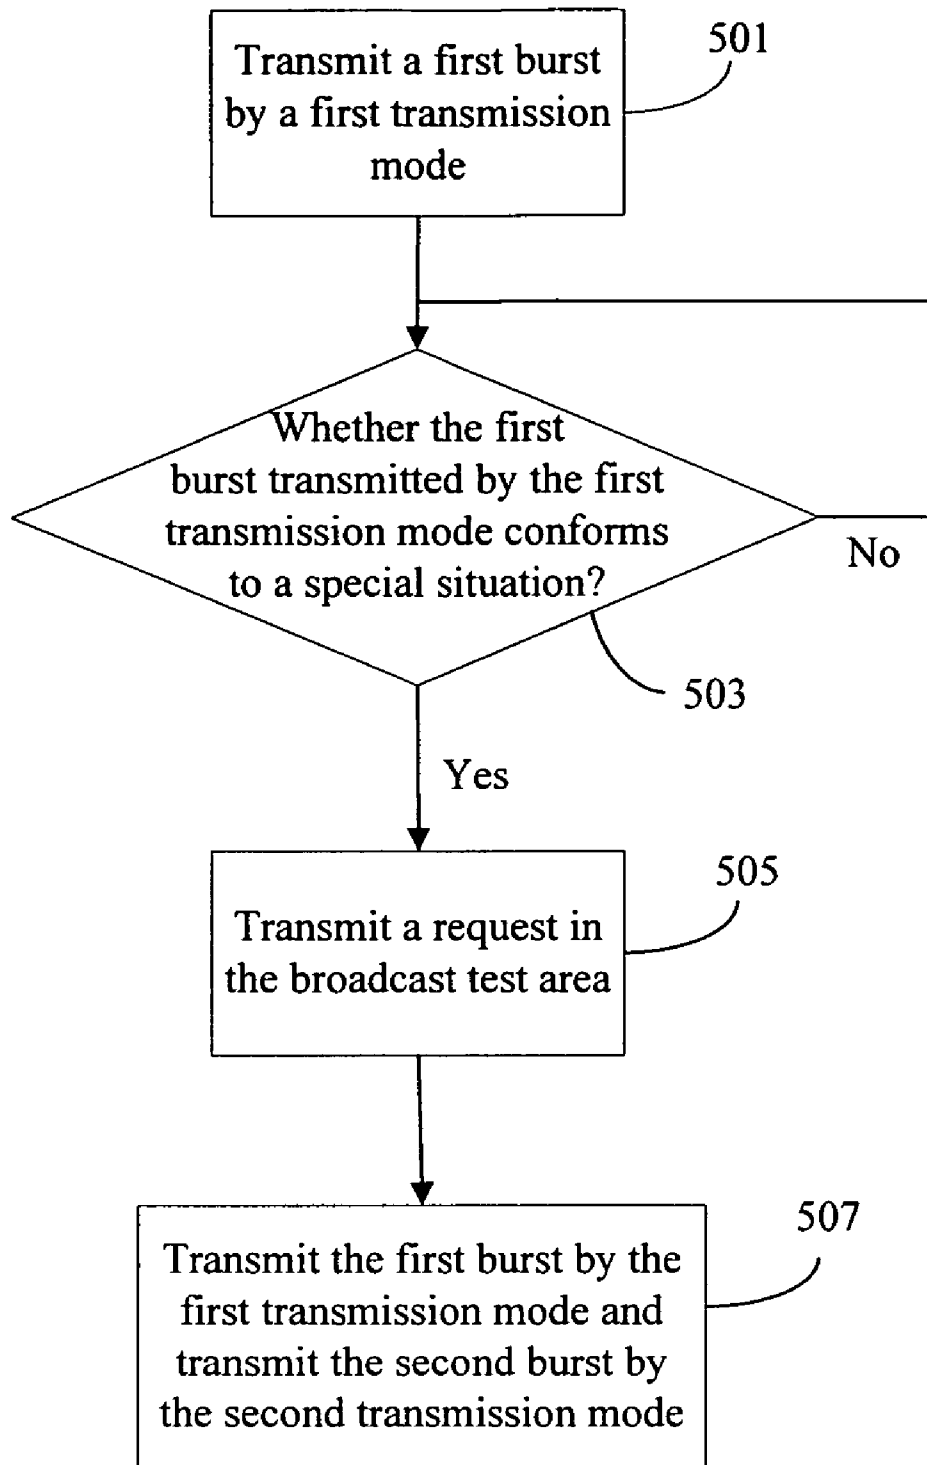 Transmit a first burst
by a first transmission
mode
501
Whether the first
burst transmitted by the first
transmission mode conforms
to a special situation?
No
503
Yes
505
Transmit a request in
the broadcast test area
507
Transmit the first burst by the
first transmission mode and
transmit the second burst by
the second transmission mode